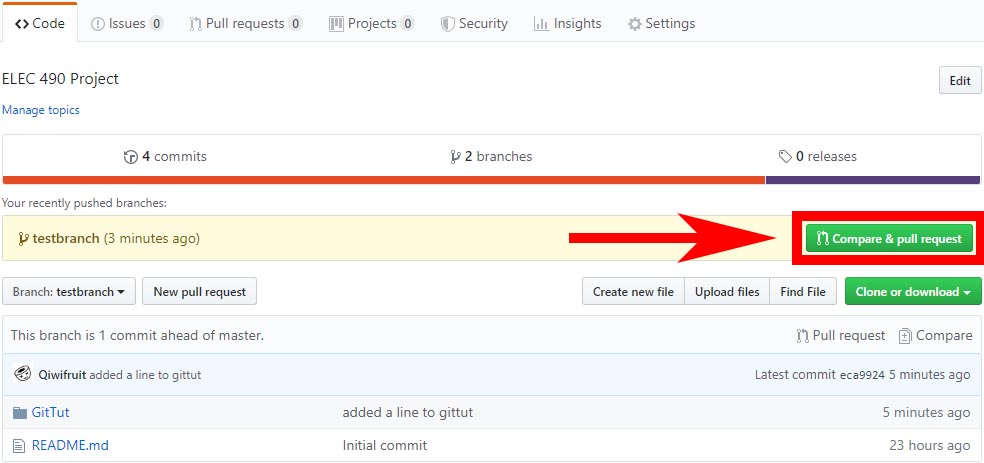 Code Issues 0 Pull requests 0 Projects 0 Security Insights Settings
ELEC 490 Project Edit
Manage topics
4 commits 2 branches 0 releases
Your recently pushed branches:
testbranch (3 minutes ago) Compare & pull request
Branch: testbranch New pull request Create new file Upload files Find File Clone or download
This branch is 1 commit ahead of master. Pull request Compare
Qiwifruit added a line to gittut Latest commit eca9924 5 minutes ago
GitTut added a line to gittut 5 minutes ago
README.md Initial commit 23 hours ago